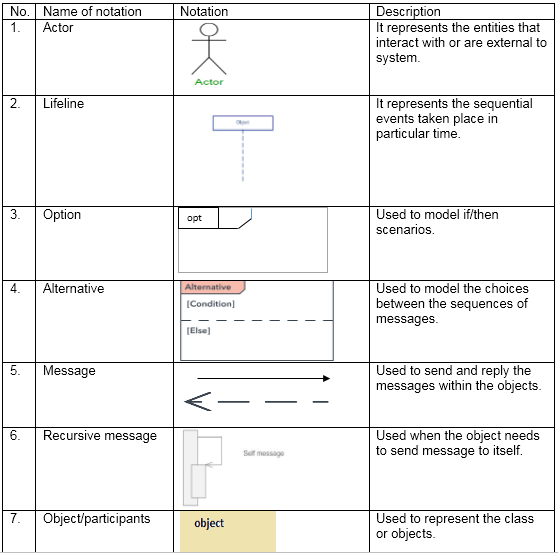 No. Name of notation Notation Description
1. Actor It represents the entities that
interact with or are external to
system.
Actor
2. Lifeline It represents the sequential
events taken place in
particular time.
Object
3. Option Used to model if/then
scenarios.
opt
4. Alternative Used to model the choices
between the sequences of
messages.
Alternative
[Condition]
[Else]
5. Message Used to send and reply the
messages within the objects.
6. Recursive message Used when the object needs
to send message to itself.
Self message
7. Object/participants Used to represent the class
or objects.
object